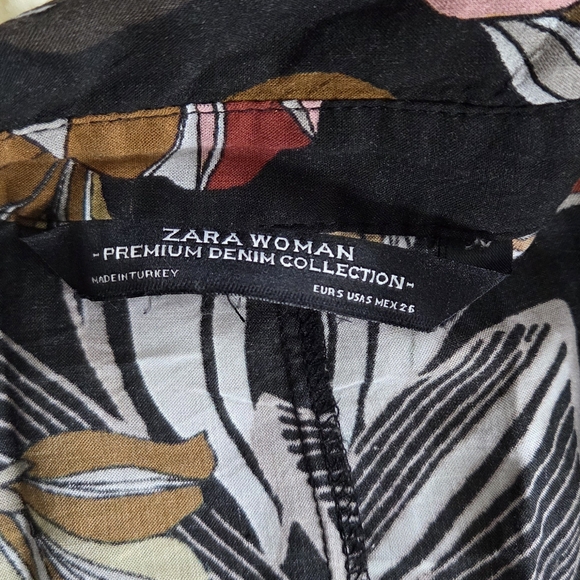 ZARA WOMAN
-PREMIUM DENIM COLLECTION-
MADE IN TURKEY
EUR S USA S MEX 26